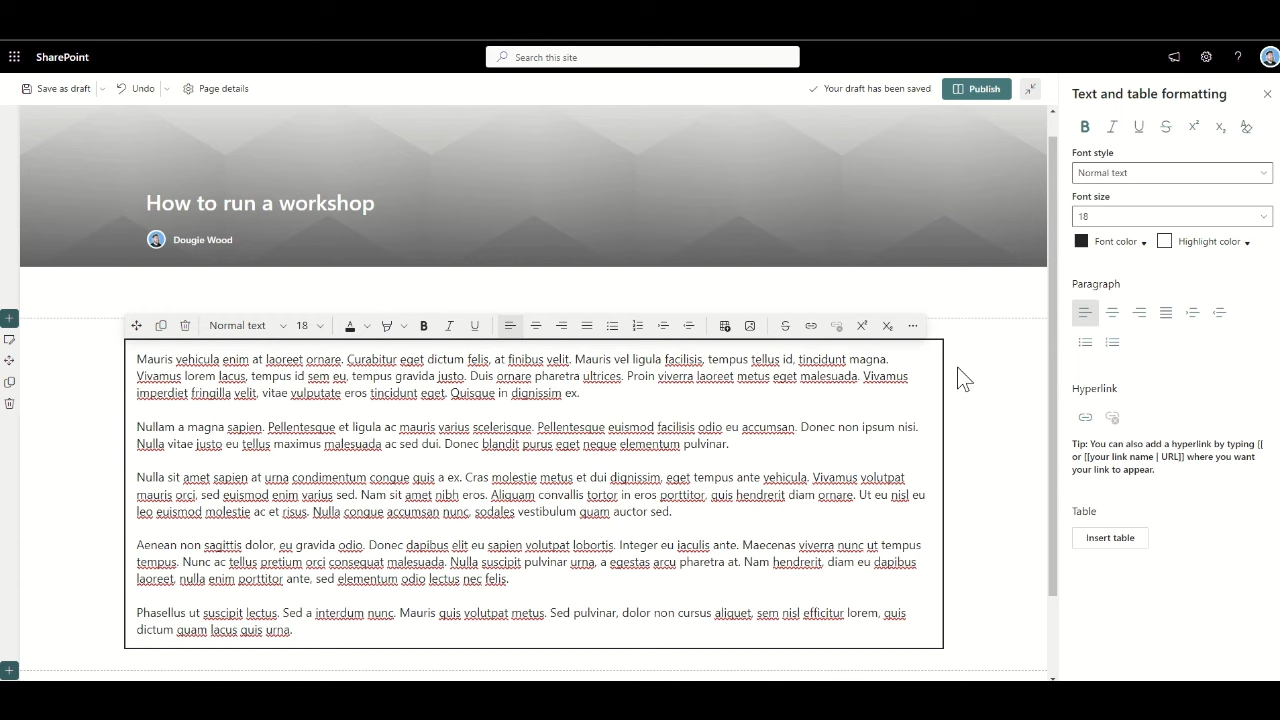 SharePoint
Search this site
?
Save as draft
Undo
Page details
Your draft has been saved
Publish
How to run a workshop
Dougie Wood
Normal text
18
A
B
I
U
S
X²
X₂
...
Mauris vehicula enim at laoreet ornare. Curabitur eget dictum felis, at finibus velit. Mauris vel ligula facilisis, tempus tellus id, tincidunt magna.
Vivamus lorem lacus, tempus id sem eu, tempus gravida justo. Duis ornare pharetra ultrices. Proin viverra laoreet metus eget malesuada. Vivamus
imperdiet fringilla velit, vitae vulputate eros tincidunt eget. Quisque in dignissim ex.
Nullam a magna sapien. Pellentesque et ligula ac mauris varius scelerisque. Pellentesque euismod facilisis odio eu accumsan. Donec non ipsum nisi.
Nulla vitae justo eu tellus maximus malesuada ac sed dui. Donec blandit purus eget neque elementum pulvinar.
Nulla sit amet sapien at urna condimentum congue quis a ex. Cras molestie metus et dui dignissim, eget tempus ante vehicula. Vivamus volutpat
mauris orci, sed euismod enim varius sed. Nam sit amet nibh eros. Aliquam convallis tortor in eros porttitor, quis hendrerit diam ornare. Ut eu nisl eu
leo euismod molestie ac et risus. Nulla congue accumsan nunc, sodales vestibulum quam auctor sed.
Aenean non sagittis dolor, eu gravida odio. Donec dapibus elit eu sapien volutpat lobortis. Integer eu iaculis ante. Maecenas viverra nunc ut tempus
tempus. Nunc ac tellus pretium orci consequat malesuada. Nulla suscipit pulvinar urna, a egestas arcu pharetra at. Nam hendrerit, diam eu dapibus
laoreet, nulla enim porttitor ante, sed elementum odio lectus nec felis.
Phasellus ut suscipit lectus. Sed a interdum nunc. Mauris quis volutpat metus. Sed pulvinar, dolor non cursus aliquet, sem nisl efficitur lorem, quis
dictum quam lacus quis urna.
Text and table formatting
B
I
U
S
X²
X₂
Font style
Normal text
Font size
18
Font color
Highlight color
Paragraph
Hyperlink
Tip: You can also add a hyperlink by typing [[
or [[your link name | URL]] where you want
your link to appear.
Table
Insert table